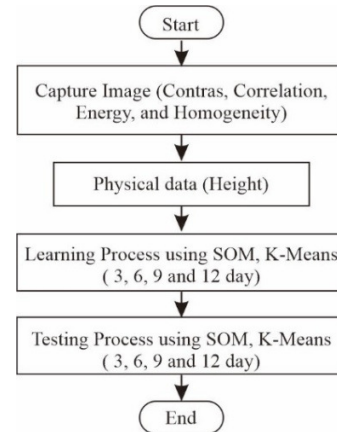 Start
Capture Image (Contras, Correlation,
Energy, and Homogeneity)
Physical data (Height)
Learning Process using SOM, K-Means
( 3, 6, 9 and 12 day)
Testing Process using SOM, K-Means
( 3, 6, 9 and 12 day)
End